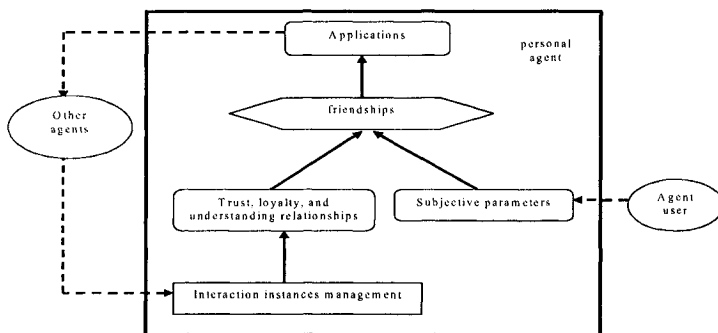 Applications
personal
agent
friendships
Other
agents
Trust, loyalty, and
understanding relationships
Subjective parameters
Agent
user
Interaction instances management